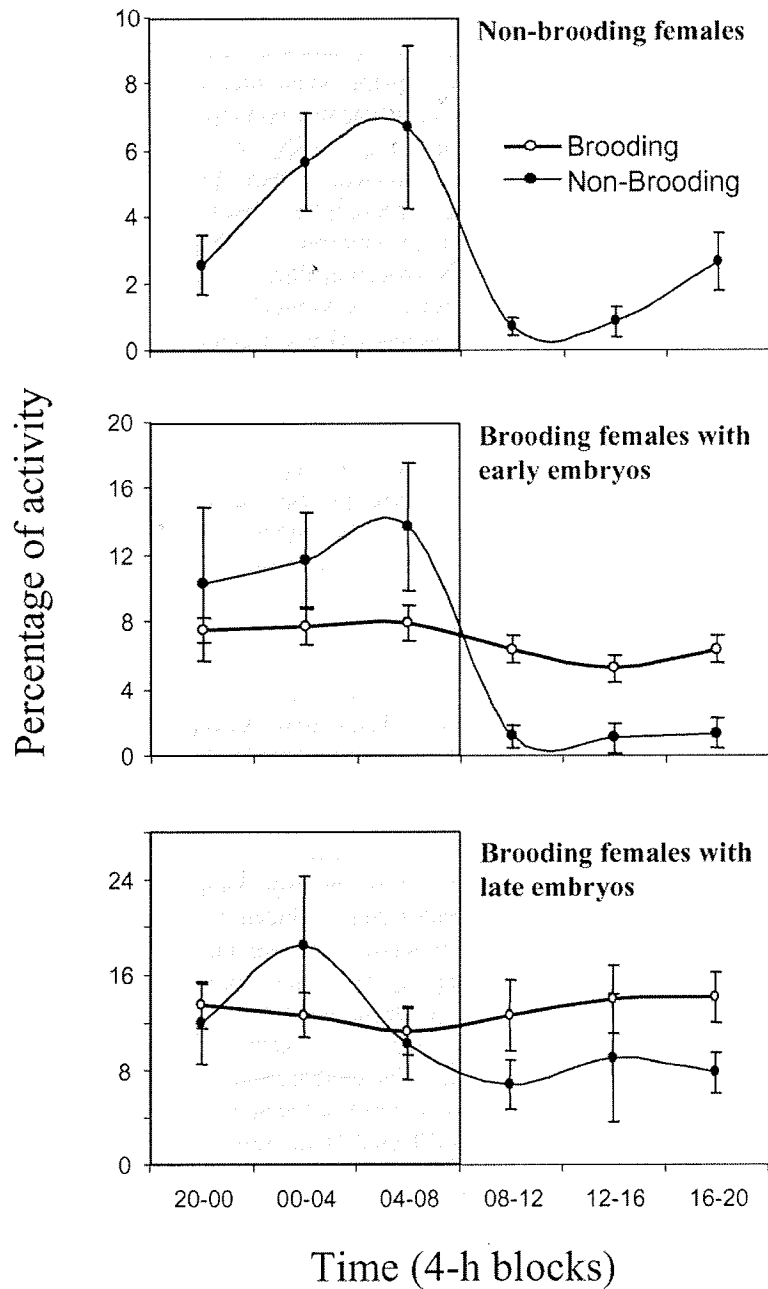 Non-brooding females
Brooding
Non-Brooding
10
8
6
4
2
0
Brooding females with
early embryos
20
16
12
8
4
0
Brooding females with
late embryos
24
16
8
0
20-00 00-04 04-08 08-12 12-16 16-20
Percentage of activity
Time (4-h blocks)